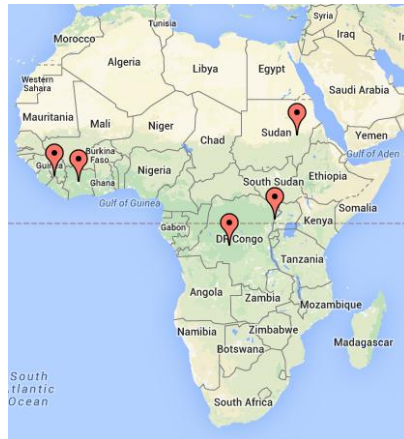 Syria
Tunisia
Morocco
Iraq
Algeria
Libya
Egypt
Western
Sahara
Saudi Arabia
Mauritania
Mali
Niger
Sudan
Chad
Yemen
Gulf of Aden
Burkina
Faso
Guinea
Nigeria
Ethiopia
Ghana
South Sudan
Somalia
Gulf of Guinea
Gabon
Kenya
DR Congo
Tanzania
Angola
Zambia
Mozambique
Namibia
Zimbabwe
Botswana
Madagascar
South
Atlantic
Ocean
South Africa